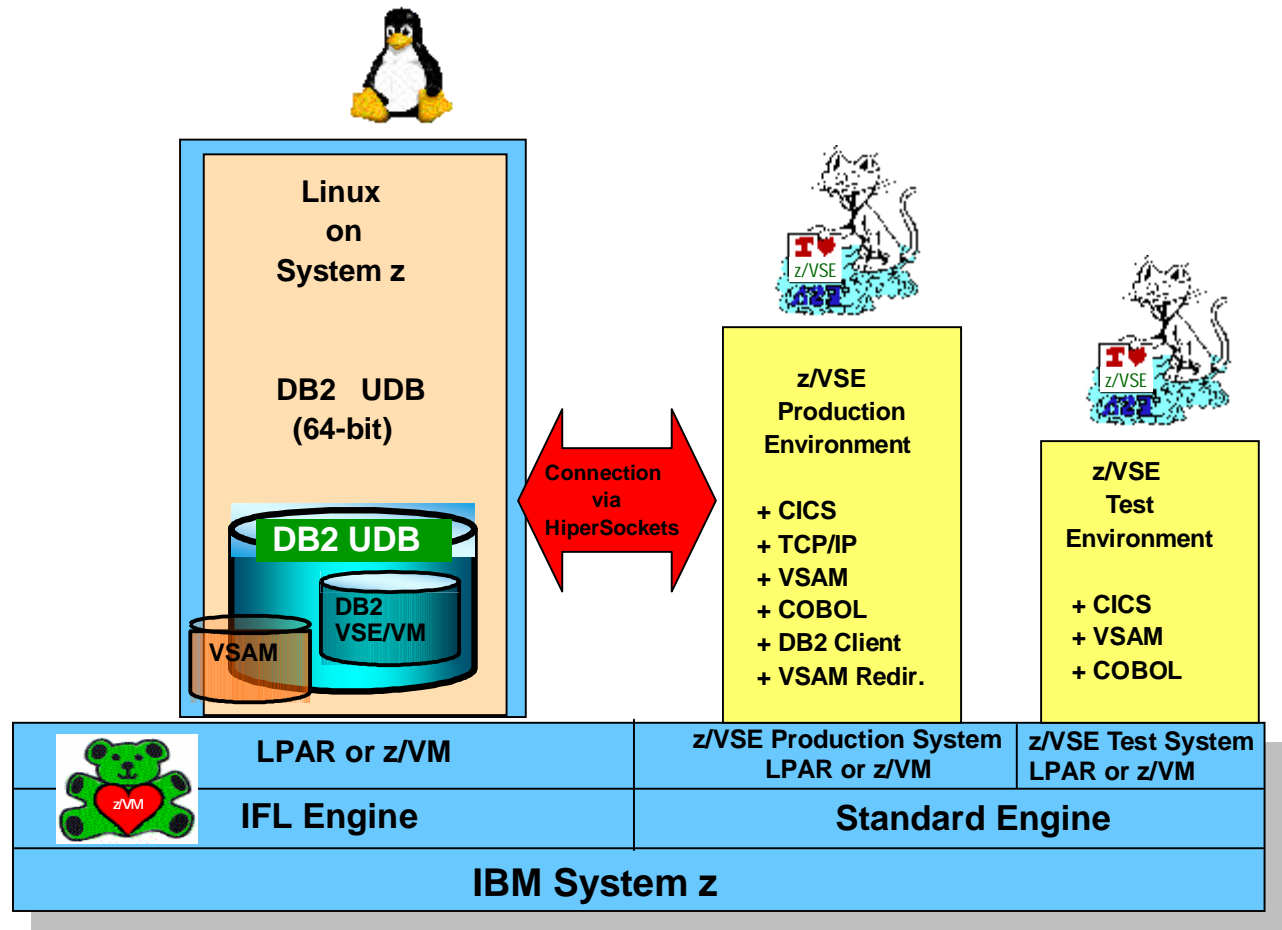 Linux
on
System z
DB2 UDB
(64-bit)
DB2 UDB
DB2
VSE/VM
VSAM
Connection
via
HiperSockets
I ♥
z/VSE
z/VSE
Production
Environment
+ CICS
+ TCP/IP
+ VSAM
+ COBOL
+ DB2 Client
+ VSAM Redir.
I ♥
z/VSE
z/VSE
Test
Environment
+ CICS
+ VSAM
+ COBOL
z/VM
LPAR or z/VM
z/VSE Production System
LPAR or z/VM
z/VSE Test System
LPAR or z/VM
IFL Engine
Standard Engine
IBM System z